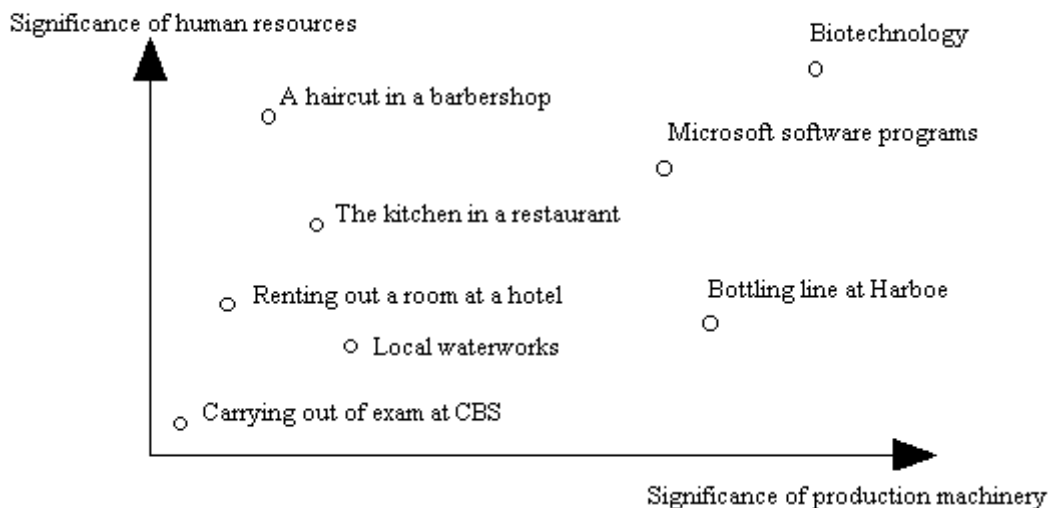 Significance of human resources
Biotechnology
A haircut in a barbershop
Microsoft software programs
The kitchen in a restaurant
Renting out a room at a hotel
Bottling line at Harboe
Local waterworks
Carrying out of exam at CBS
Significance of production machinery